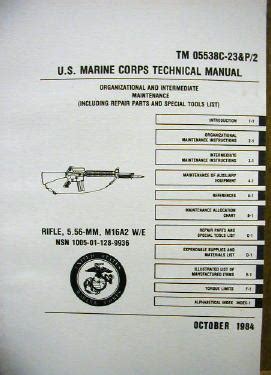 TM 05538C-23&P/2
U.S. MARINE CORPS TECHNICAL MANUAL
ORGANIZATIONAL AND INTERMEDIATE
MAINTENANCE
(INCLUDING REPAIR PARTS AND SPECIAL TOOLS LIST)
INTRODUCTION 1-1
ORGANIZATIONAL
MAINTENANCE INSTRUCTIONS 2-1
INTERMEDIATE
MAINTENANCE INSTRUCTIONS 3-1
MAINTENANCE OF AUXILIARY
EQUIPMENT 4-1
REFERENCES A-1
MAINTENANCE ALLOCATION
CHART B-1
RIFLE, 5.56-MM, M16A2 W/E
NSN 1005-01-128-9936
REPAIR PARTS AND
SPECIAL TOOLS LIST
EXPENDABLE SUPPLIES AND
MATERIALS LIST
ILLUSTRATED LIST OF
MANUFACTURED ITEMS
TORQUE LIMITS F-1
ALPHABETICAL INDEX INDEX-1
UNITED STATES
MARINE CORPS
OCTOBER 1984